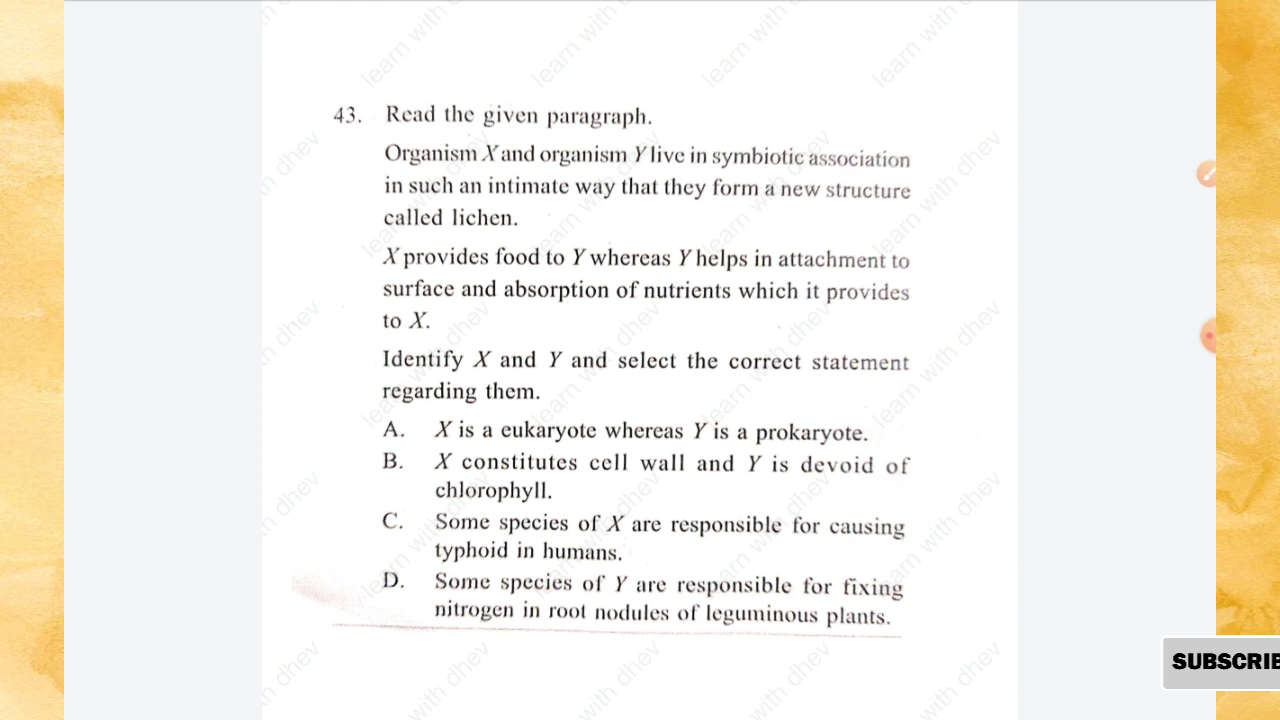 43. Read the given paragraph.
Organism X and organism Y live in symbiotic association
in such an intimate way that they form a new structure
called lichen.
X provides food to Y whereas Y helps in attachment to
surface and absorption of nutrients which it provides
to X.
Identify X and Y and select the correct statement
regarding them.
A. X is a eukaryote whereas Y is a prokaryote.
B. X constitutes cell wall and Y is devoid of
chlorophyll.
C. Some species of X are responsible for causing
typhoid in humans.
D. Some species of Y are responsible for fixing
nitrogen in root nodules of leguminous plants.
SUBSCRIBE
learn with dhev